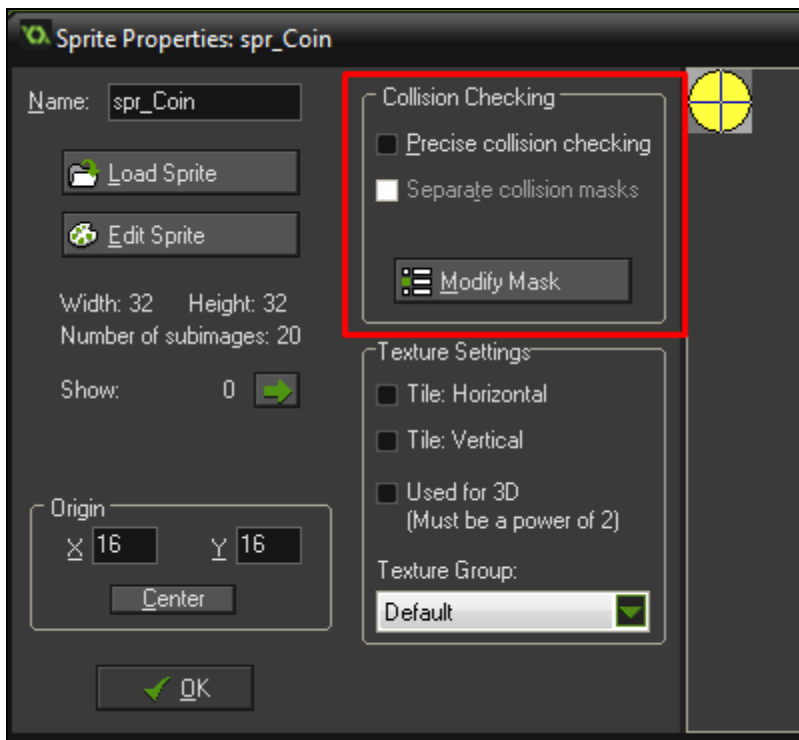 Sprite Properties: spr_Coin
Name: spr_Coin
Load Sprite
Edit Sprite
Width: 32 Height: 32
Number of subimages: 20
Show: 0
Origin
X 16 Y 16
Center
OK
Collision Checking
Precise collision checking
Separate collision masks
Modify Mask
Texture Settings
Tile: Horizontal
Tile: Vertical
Used for 3D
(Must be a power of 2)
Texture Group:
Default